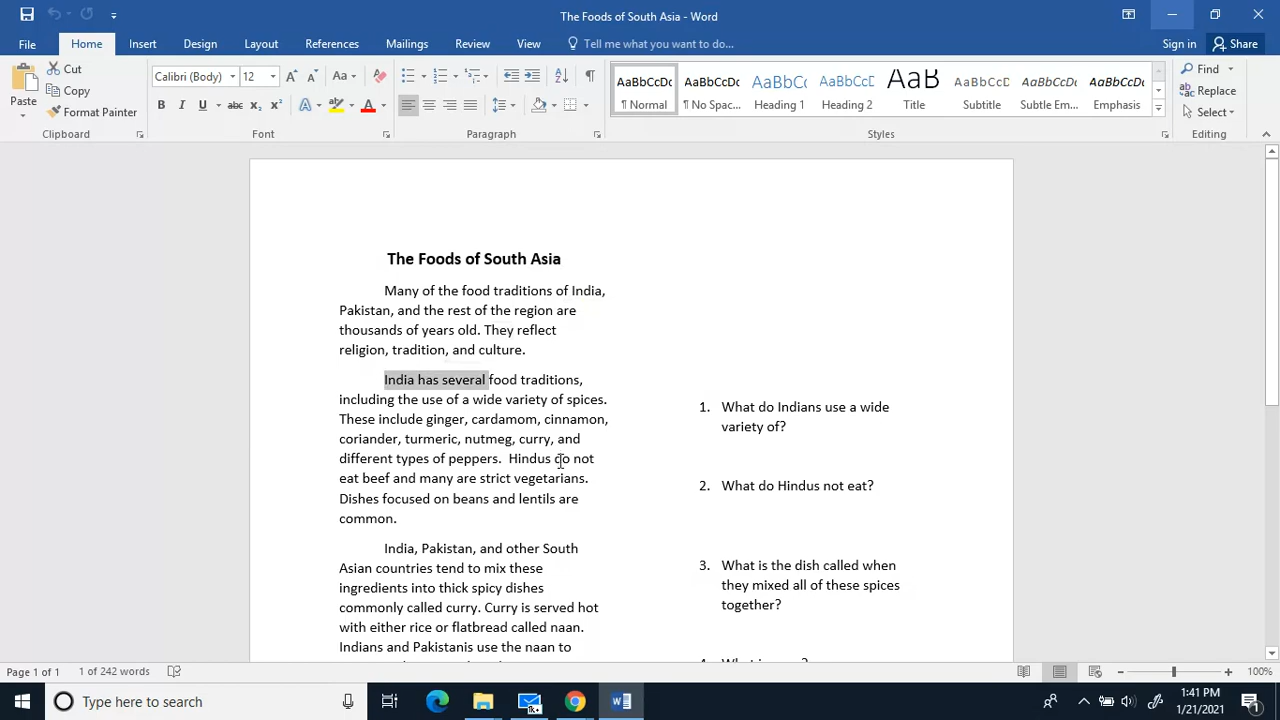 The Foods of South Asia - Word
File
Home
Insert
Design
Layout
References
Mailings
Review
View
Tell me what you want to do...
Sign in
Share
Paste
Cut
Copy
Format Painter
Clipboard
Calibri (Body)
12
Font
Paragraph
AaBbCcDc
¶ Normal
AaBbCcDc
¶ No Spac...
AaBbCc
Heading 1
AaBbCcD
Heading 2
AaB
Title
AaBbCcD
Subtitle
AaBbCcDc
Subtle Em...
AaBbCcDc
Emphasis
Styles
Find
Replace
Select
Editing
The Foods of South Asia
Many of the food traditions of India,
Pakistan, and the rest of the region are
thousands of years old. They reflect
religion, tradition, and culture.
India has several food traditions,
including the use of a wide variety of spices.
These include ginger, cardamom, cinnamon,
coriander, turmeric, nutmeg, curry, and
different types of peppers.  Hindus do not
eat beef and many are strict vegetarians.
Dishes focused on beans and lentils are
common.
India, Pakistan, and other South
Asian countries tend to mix these
ingredients into thick spicy dishes
commonly called curry. Curry is served hot
with either rice or flatbread called naan.
Indians and Pakistanis use the naan to
1. What do Indians use a wide
variety of?
2. What do Hindus not eat?
3. What is the dish called when
they mixed all of these spices
together?
Page 1 of 1
1 of 242 words
100%
Type here to search
1:41 PM
1/21/2021